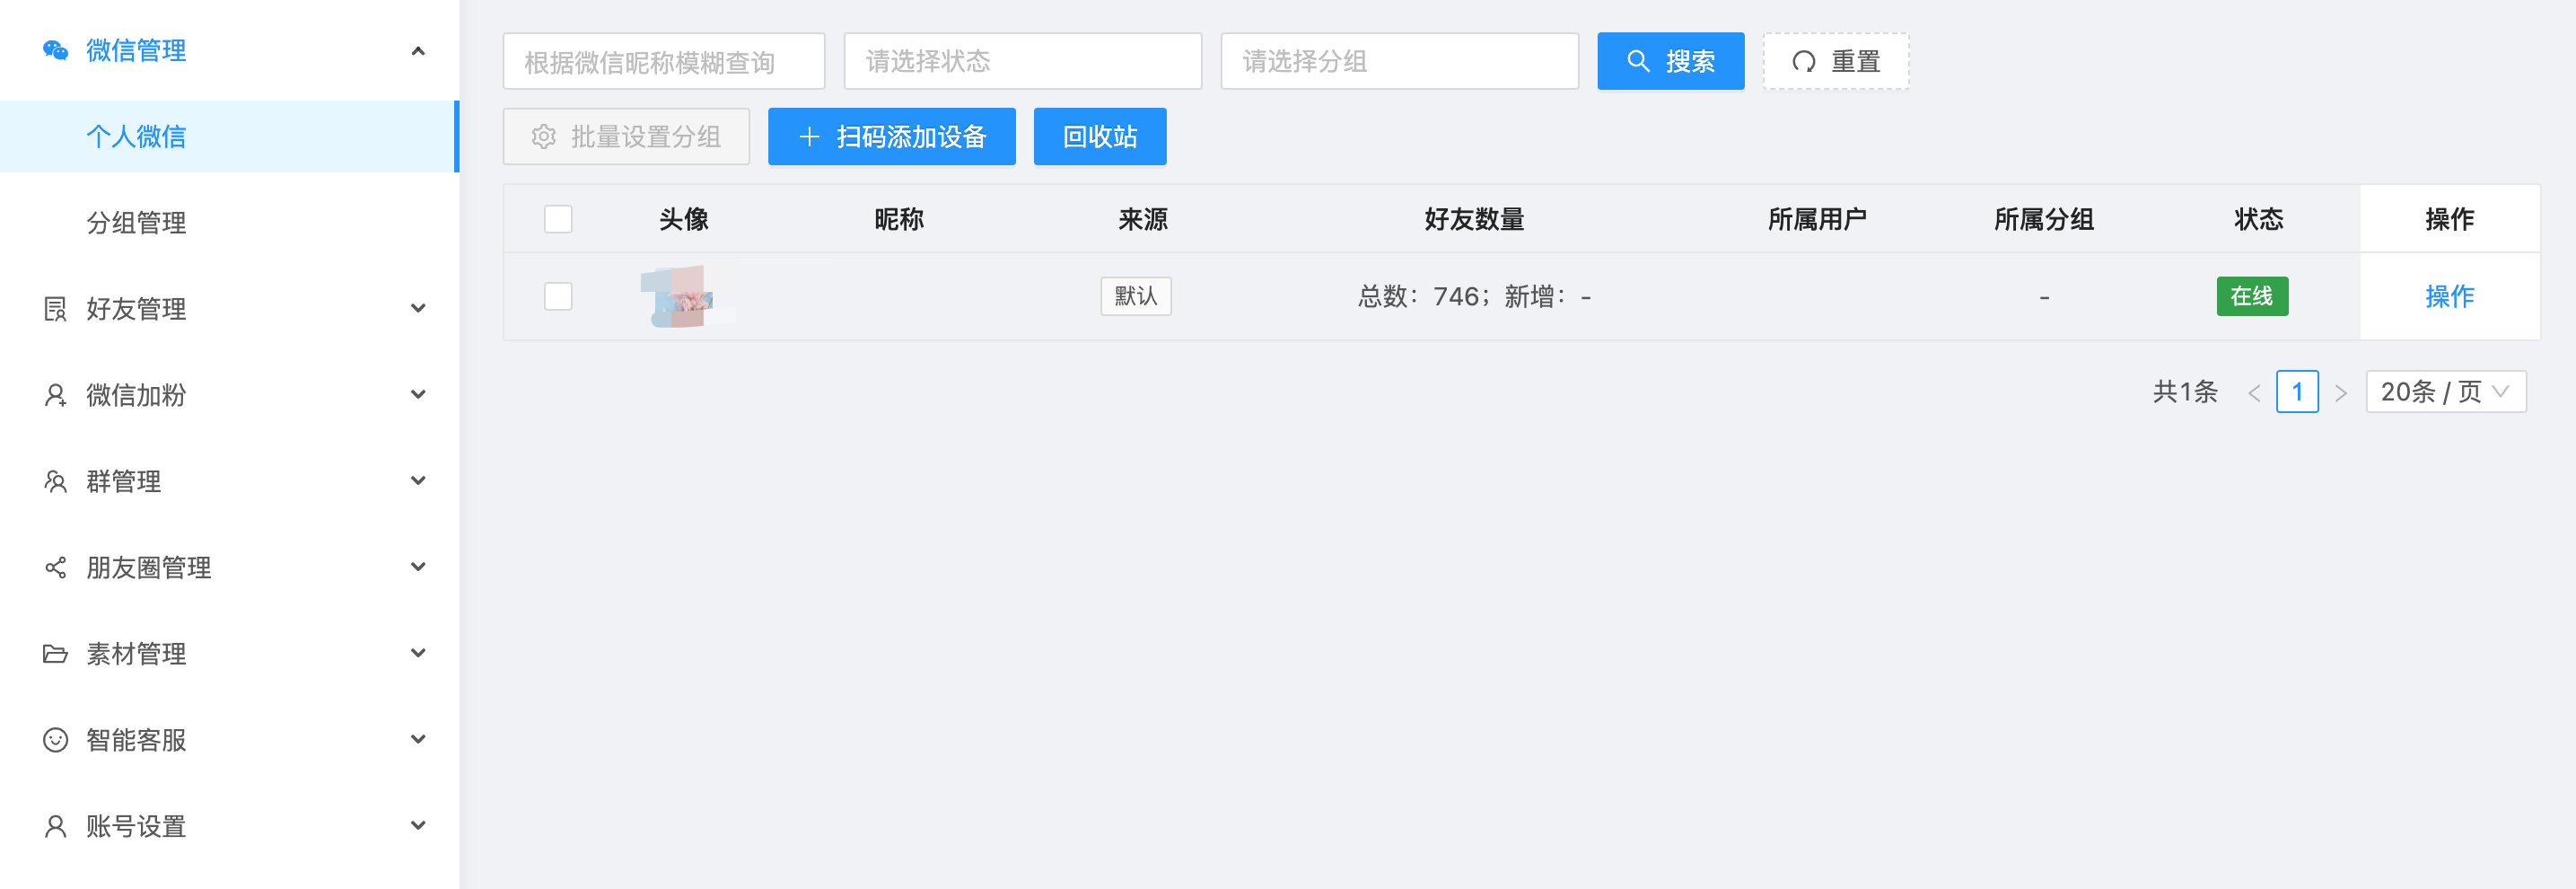 微信管理
个人微信
分组管理
好友管理
微信加粉
群管理
朋友圈管理
素材管理
智能客服
账号设置
根据微信昵称模糊查询 请选择状态 请选择分组 搜索 重置
批量设置分组 扫码添加设备 回收站
头像 昵称 来源 好友数量 所属用户 所属分组 状态 操作
默认 总数：746；新增：- - 在线 操作
共1条 < 1 > 20条 / 页